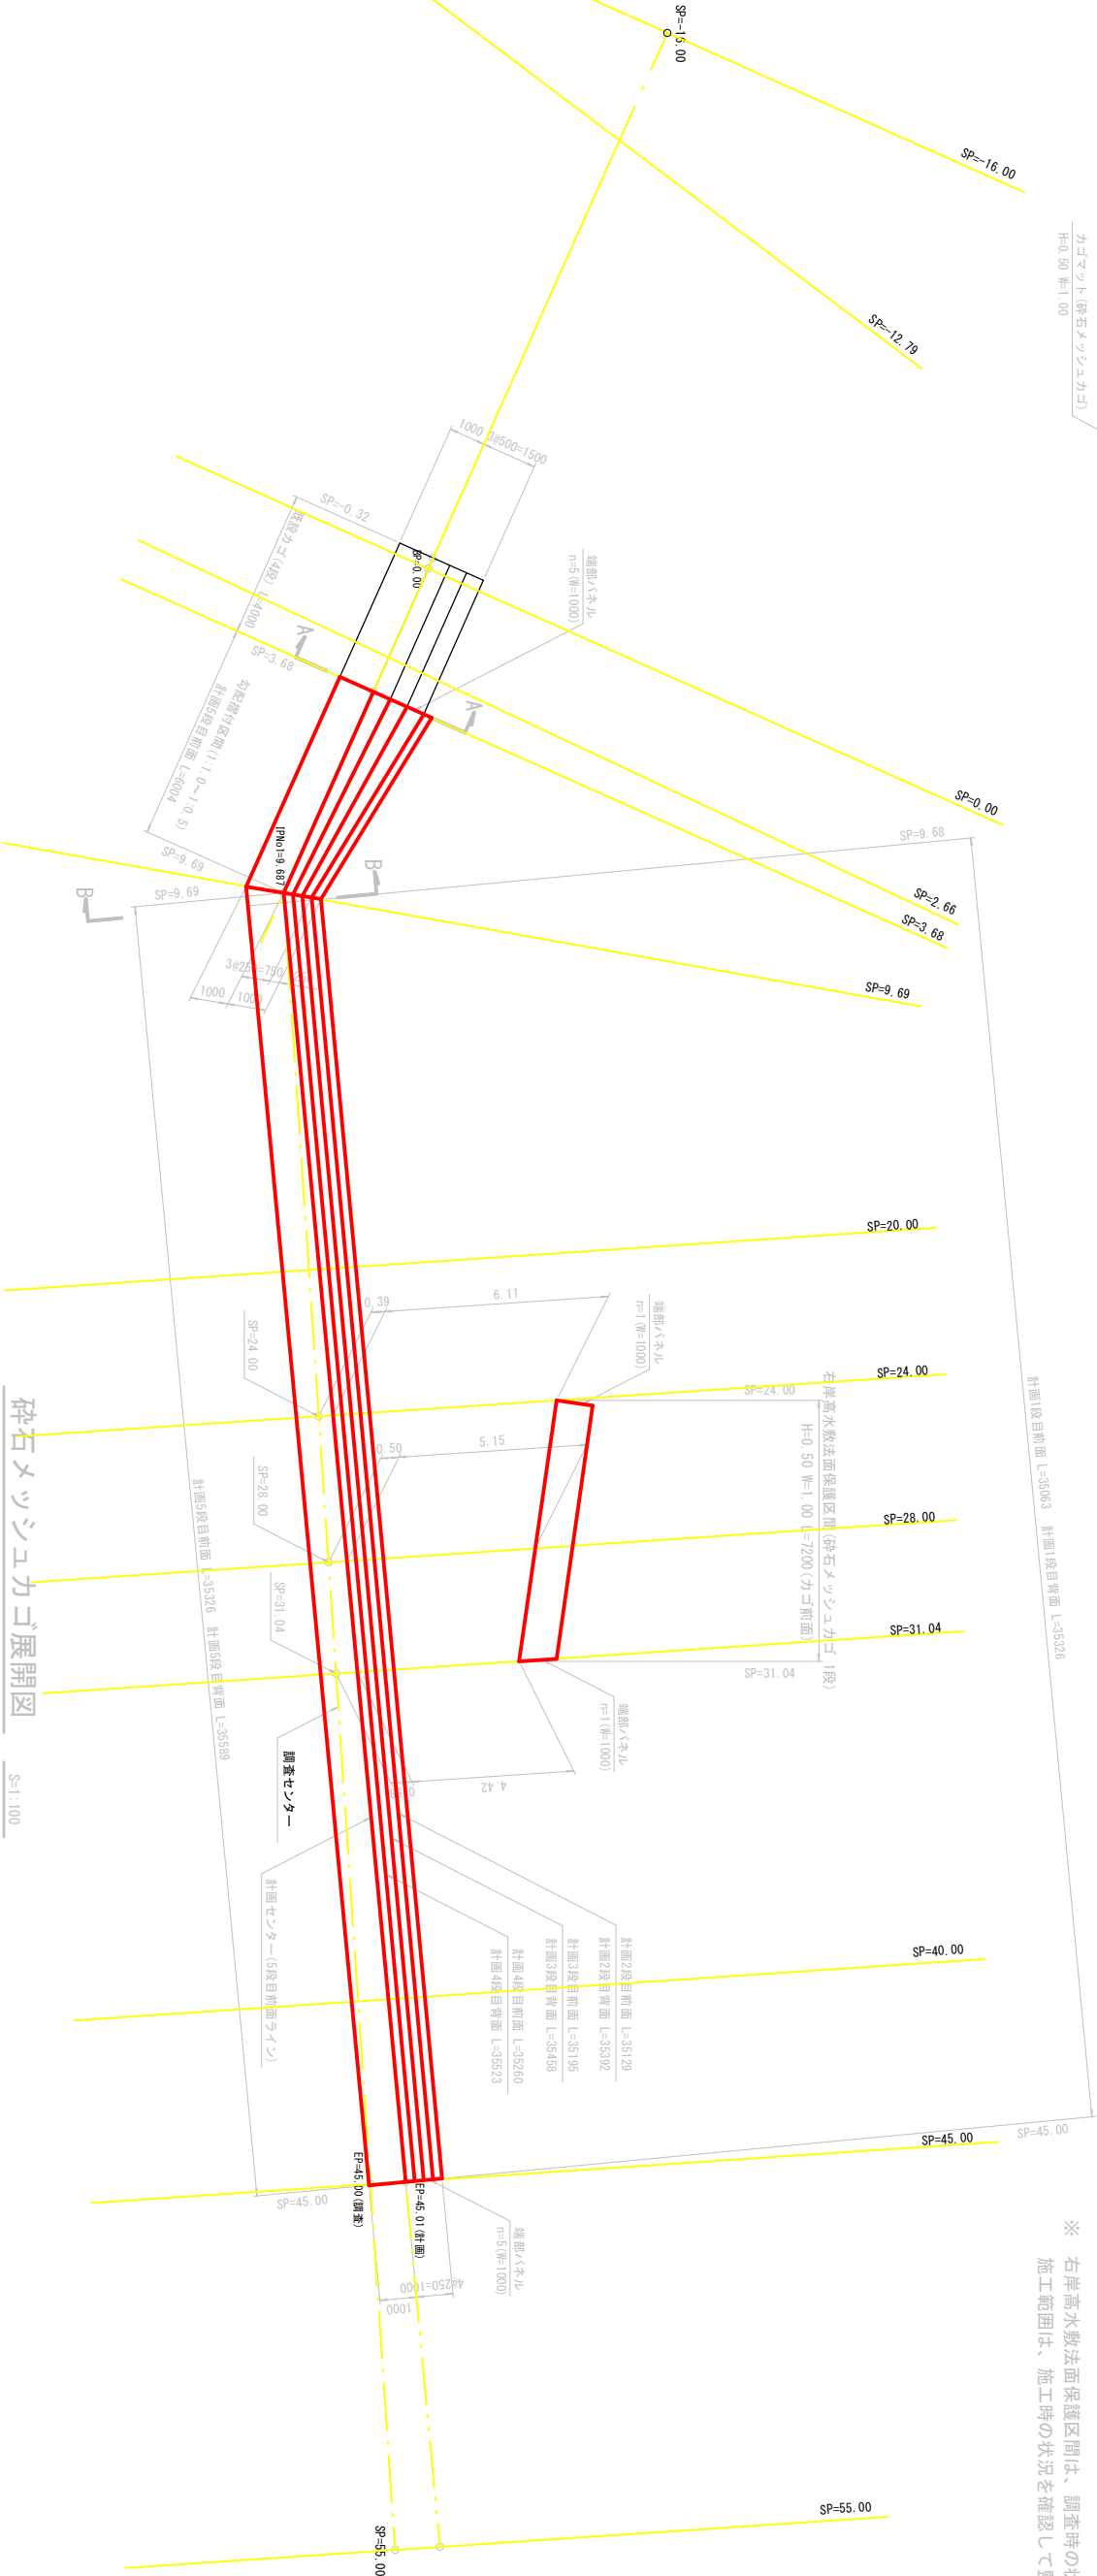 SP=-16.00
SP=-16.00
カゴマット(砕石メッシュカゴ)
H=0.50 W=1.00
SP=-12.79
1000 3@500=1500
SP=-0.32
既設カゴ(4段) L=4000
BP=0.00
端部パネル
n=5(W=1000)
A
A
SP=3.68
勾配摺付区間(1:1.0～1:0.5)
計画5段目前面 L=6004
SP=0.00
SP=9.68
SP=2.66
SP=3.68
SP=9.69
IPNo1=9.687
SP=9.69
B
B
SP=9.69
3@250=750
1000
1000
SP=20.00
0.39
6.11
端部パネル
n=1(W=1000)
SP=24.00
SP=24.00
SP=24.00
右岸高水敷法面保護区間(砕石メッシュカゴ 1段)
H=0.50 W=1.00 L=7200(カゴ前面)
計画1段目前面 L=35063 計画1段目背面 L=35326
0.50
5.15
SP=28.00
SP=28.00
計画5段目前面 L=35326 計画5段目背面 L=35589
SP=31.04
SP=31.04
SP=31.04
端部パネル
n=1(W=1000)
4.42
調査センター
砕石メッシュカゴ展開図
S=1:100
計画センター(5段目前面ライン)
計画2段目前面 L=35129
計画2段目背面 L=35392
計画3段目前面 L=35195
計画3段目背面 L=35458
計画4段目前面 L=35260
計画4段目背面 L=35523
SP=40.00
SP=45.00
SP=45.00
SP=45.00
EP=45.00(調査)
EP=45.01(計画)
端部パネル
n=5(W=1000)
4@250=1000
1000
※ 右岸高水敷法面保護区間は、調査時の
施工範囲は、施工時の状況を確認して
SP=55.00
SP=55.00